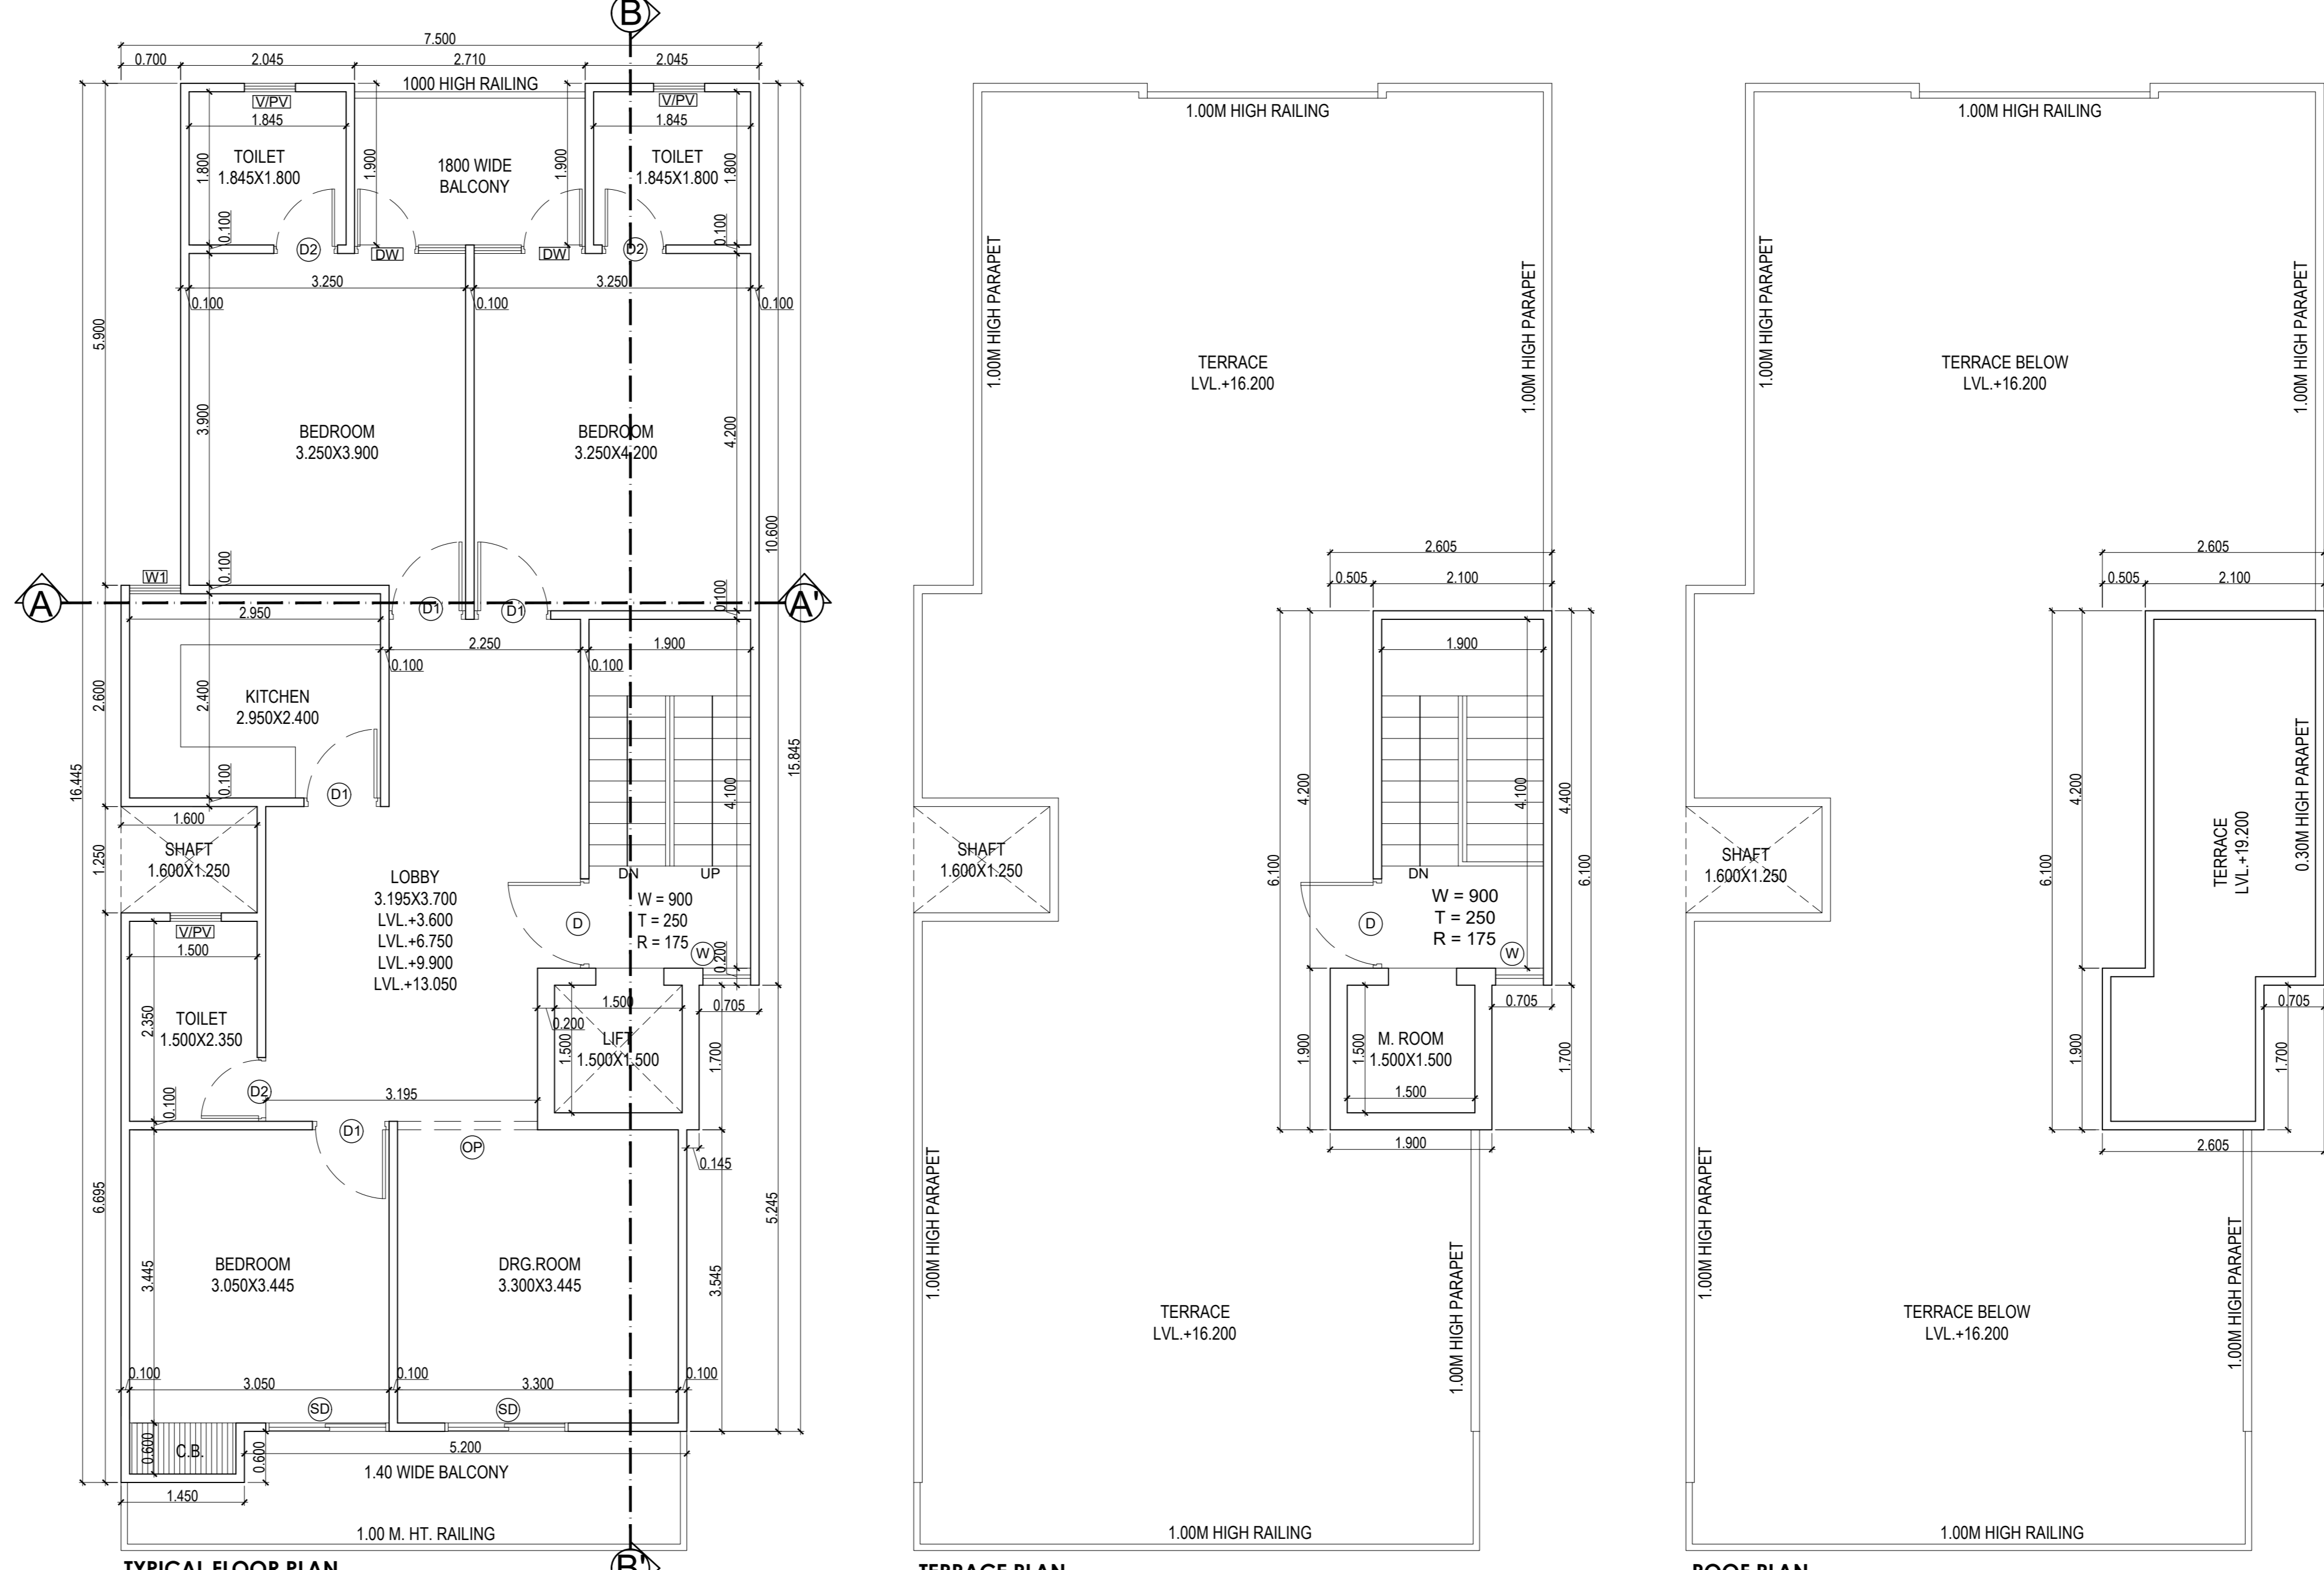 B
7.500
0.700
2.045
2.710
2.045
1000 HIGH RAILING
V/PV
1.845
TOILET
1.845X1.800
1.800
0.100
1.900
1800 WIDE
BALCONY
1.900
V/PV
1.845
TOILET
1.845X1.800
1.800
0.100
D2
DW
DW
D2
3.250
0.100
0.100
3.250
0.100
5.900
3.900
BEDROOM
3.250X3.900
BEDROOM
3.250X4.200
4.200
10.600
0.100
0.100
W1
A
D1
D1
A'
2.950
2.250
0.100
0.100
1.900
KITCHEN
2.950X2.400
2.400
2.600
0.100
D1
16.445
15.845
4.100
1.600
SHAFT
1.600X1.250
1.250
LOBBY
3.195X3.700
LVL.+3.600
LVL.+6.750
LVL.+9.900
LVL.+13.050
DN
UP
W = 900
T = 250
R = 175
D
W
0.200
V/PV
1.500
TOILET
1.500X2.350
2.350
0.100
D2
3.195
1.500
0.200
LIFT
1.500X1.500
1.500
0.705
1.700
D1
OP
0.145
6.695
5.245
3.445
3.545
BEDROOM
3.050X3.445
DRG.ROOM
3.300X3.445
0.100
3.050
0.100
3.300
0.100
SD
SD
C.B.
0.600
0.600
5.200
1.40 WIDE BALCONY
1.450
1.00 M. HT. RAILING
TYPICAL FLOOR PLAN
B'
1.00M HIGH RAILING
1.00M HIGH PARAPET
1.00M HIGH PARAPET
TERRACE
LVL.+16.200
2.605
0.505
2.100
1.900
4.200
6.100
4.100
4.400
6.100
SHAFT
1.600X1.250
DN
W = 900
T = 250
R = 175
D
W
0.705
M. ROOM
1.500X1.500
1.500
1.500
1.900
1.700
1.900
1.00M HIGH PARAPET
1.00M HIGH PARAPET
TERRACE
LVL.+16.200
1.00M HIGH RAILING
TERRACE PLAN
1.00M HIGH RAILING
1.00M HIGH PARAPET
1.00M HIGH PARAPET
TERRACE BELOW
LVL.+16.200
2.605
0.505
2.100
4.200
6.100
TERRACE
LVL.+19.200
0.30M HIGH PARAPET
SHAFT
1.600X1.250
0.705
1.900
1.700
2.605
1.00M HIGH PARAPET
1.00M HIGH PARAPET
TERRACE BELOW
LVL.+16.200
1.00M HIGH RAILING
ROOF PLAN